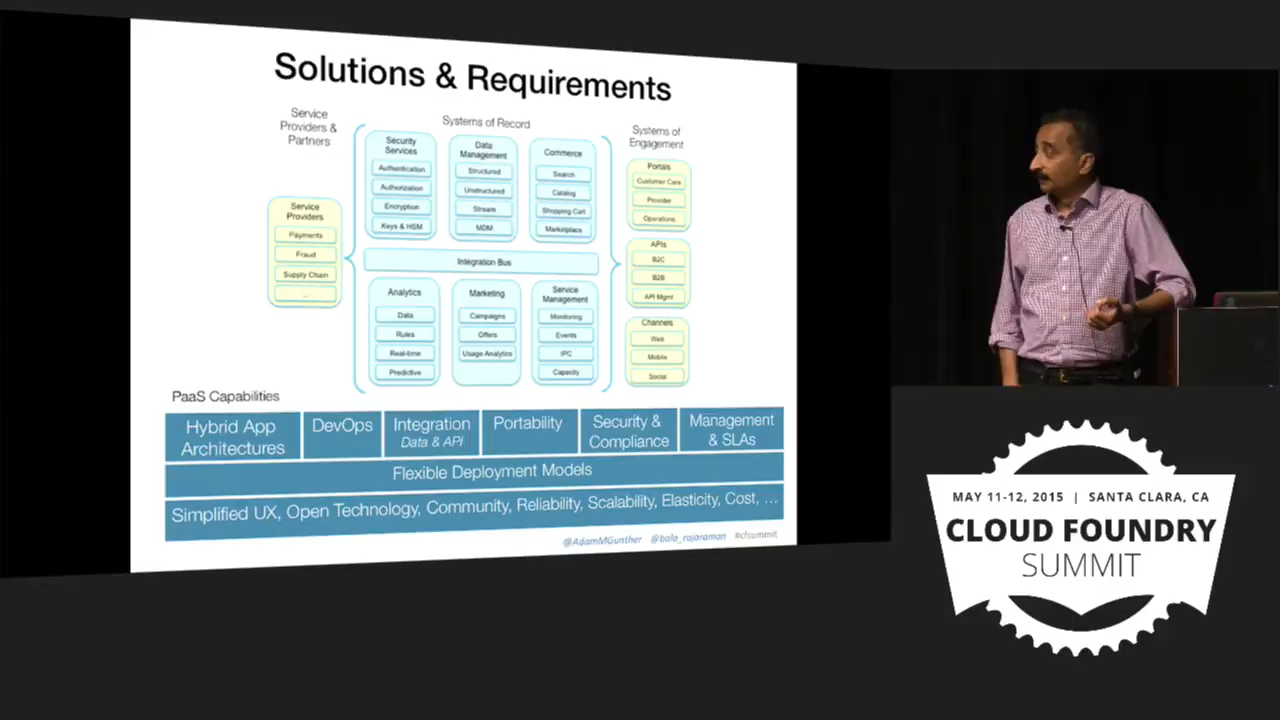 Solutions & Requirements
Service
Providers &
Partners
Systems of Record
Systems of
Engagement
Service
Providers
Payments
Fraud
Supply Chain
...
Security
Services
Authentication
Authorization
Encryption
Keys & HSM
Data
Management
Structured
Unstructured
Stream
MDM
Commerce
Search
Catalog
Shopping Cart
Marketplace
Integration Bus
Analytics
Data
Rules
Real-time
Predictive
Marketing
Campaigns
Offers
Usage Analytics
Service
Management
Monitoring
Events
IPC
Capacity
Portals
Customer Care
Provider
Operations
APIs
B2C
B2B
API Mgmt
Channels
Web
Mobile
Social
PaaS Capabilities
Hybrid App
Architectures
DevOps
Integration
Data & API
Portability
Security &
Compliance
Management
& SLAs
Flexible Deployment Models
Simplified UX, Open Technology, Community, Reliability, Scalability, Elasticity, Cost, ...
@AdamMGunther @bala_rajaraman #cfsummit
MAY 11-12, 2015 | SANTA CLARA, CA
CLOUD FOUNDRY
SUMMIT